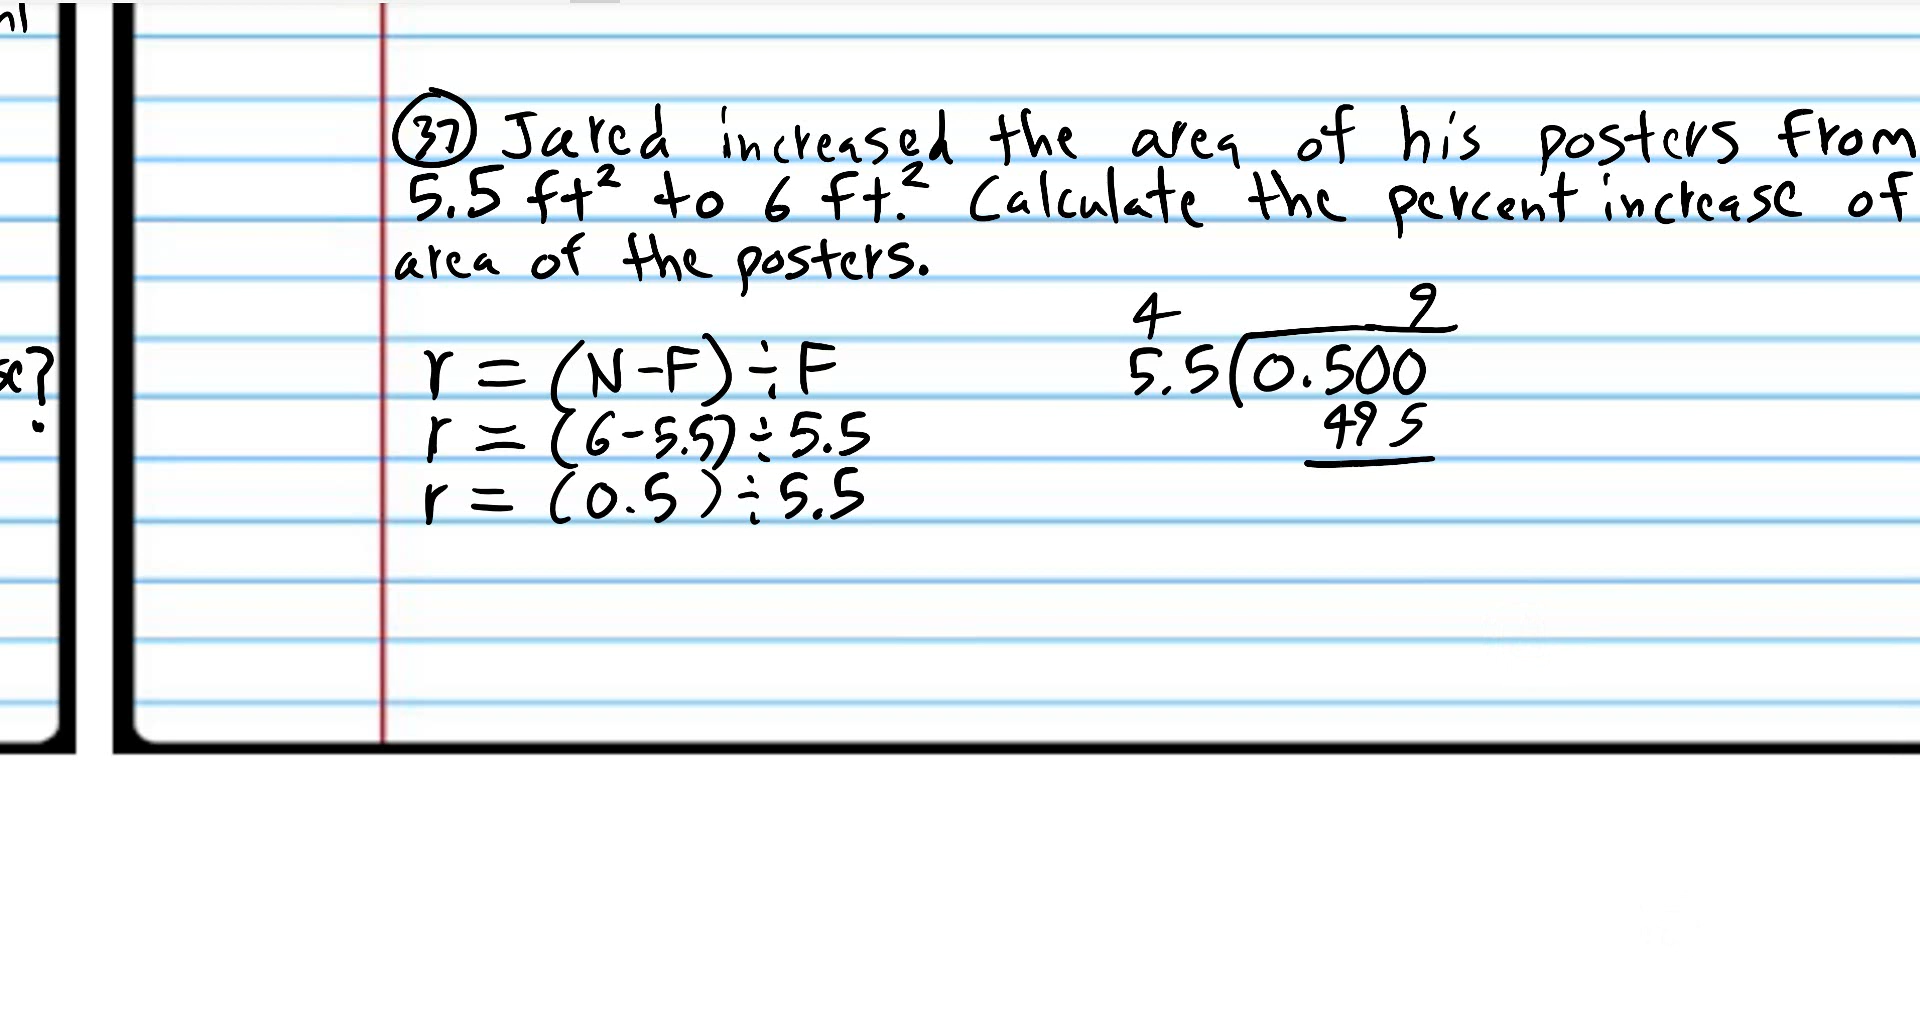 37 Jared increased the area of his posters from
5.5 ft² to 6 ft.² Calculate the percent increase of
area of the posters.
r = (N-F) ÷ F
r = (6-5.5) ÷ 5.5
r = (0.5) ÷ 5.5
4 9
5.5(0.500
495